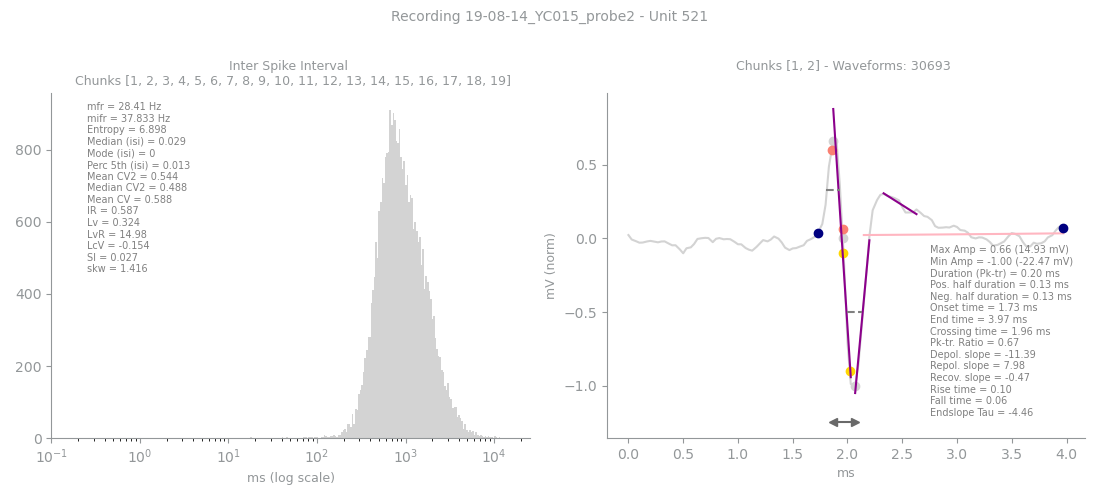 Recording 19-08-14_YC015_probe2 - Unit 521
Inter Spike Interval
Chunks [1, 2, 3, 4, 5, 6, 7, 8, 9, 10, 11, 12, 13, 14, 15, 16, 17, 18, 19]
mfr = 28.41 Hz
mifr = 37.833 Hz
Entropy = 6.898
Median (isi) = 0.029
Mode (isi) = 0
Perc 5th (isi) = 0.013
Mean CV2 = 0.544
Median CV2 = 0.488
Mean CV = 0.588
IR = 0.587
Lv = 0.324
LvR = 14.98
LcV = -0.154
SI = 0.027
skw = 1.416
800
600
400
200
0
10⁻¹ 10⁰ 10¹ 10² 10³ 10⁴
ms (log scale)
Chunks [1, 2] - Waveforms: 30693
mV (norm)
0.5
0.0
−0.5
−1.0
Max Amp = 0.66 (14.93 mV)
Min Amp = -1.00 (-22.47 mV)
Duration (Pk-tr) = 0.20 ms
Pos. half duration = 0.13 ms
Neg. half duration = 0.13 ms
Onset time = 1.73 ms
End time = 3.97 ms
Crossing time = 1.96 ms
Pk-tr. Ratio = 0.67
Depol. slope = -11.39
Repol. slope = 7.98
Recov. slope = -0.47
Rise time = 0.10
Fall time = 0.06
Endslope Tau = -4.46
0.0 0.5 1.0 1.5 2.0 2.5 3.0 3.5 4.0
ms